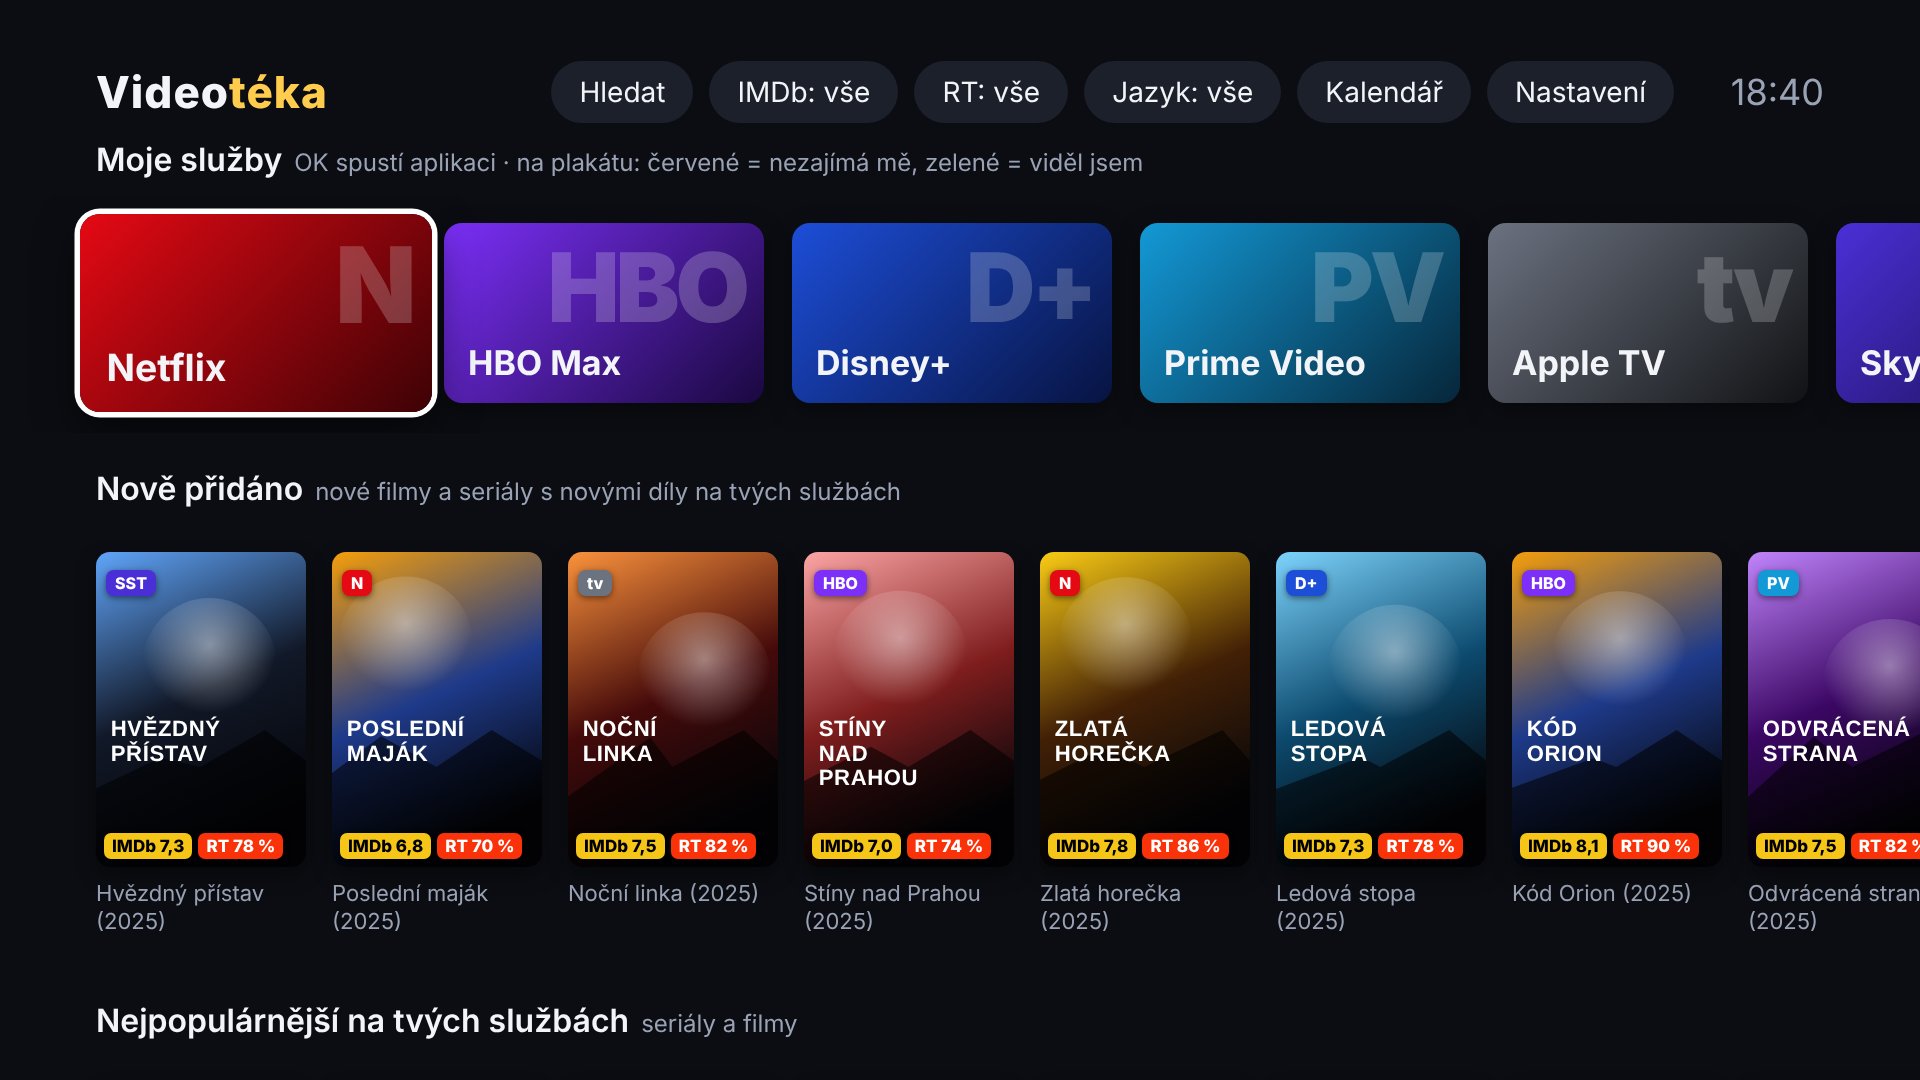 Videotéka
Hledat
IMDb: vše
RT: vše
Jazyk: vše
Kalendář
Nastavení
18:40
Moje služby OK spustí aplikaci · na plakátu: červené = nezajímá mě, zelené = viděl jsem
N
Netflix
HBO
HBO Max
D+
Disney+
PV
Prime Video
tv
Apple TV
Sky
Nově přidáno nové filmy a seriály s novými díly na tvých službách
SST
HVĚZDNÝ
PŘÍSTAV
IMDb 7,3 RT 78 %
Hvězdný přístav
(2025)
N
POSLEDNÍ
MAJÁK
IMDb 6,8 RT 70 %
Poslední maják
(2025)
tv
NOČNÍ
LINKA
IMDb 7,5 RT 82 %
Noční linka (2025)
HBO
STÍNY
NAD
PRAHOU
IMDb 7,0 RT 74 %
Stíny nad Prahou
(2025)
N
ZLATÁ
HOREČKA
IMDb 7,8 RT 86 %
Zlatá horečka
(2025)
D+
LEDOVÁ
STOPA
IMDb 7,3 RT 78 %
Ledová stopa
(2025)
HBO
KÓD
ORION
IMDb 8,1 RT 90 %
Kód Orion (2025)
PV
ODVRÁCENÁ
STRANA
IMDb 7,5 RT 82 %
Odvrácená stran
(2025)
Nejpopulárnější na tvých službách seriály a filmy